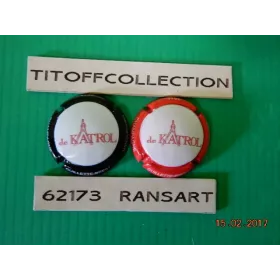 TITOFFCOLLECTION
de KATROL
de KATROL
62173 RANSART
15-02-2017